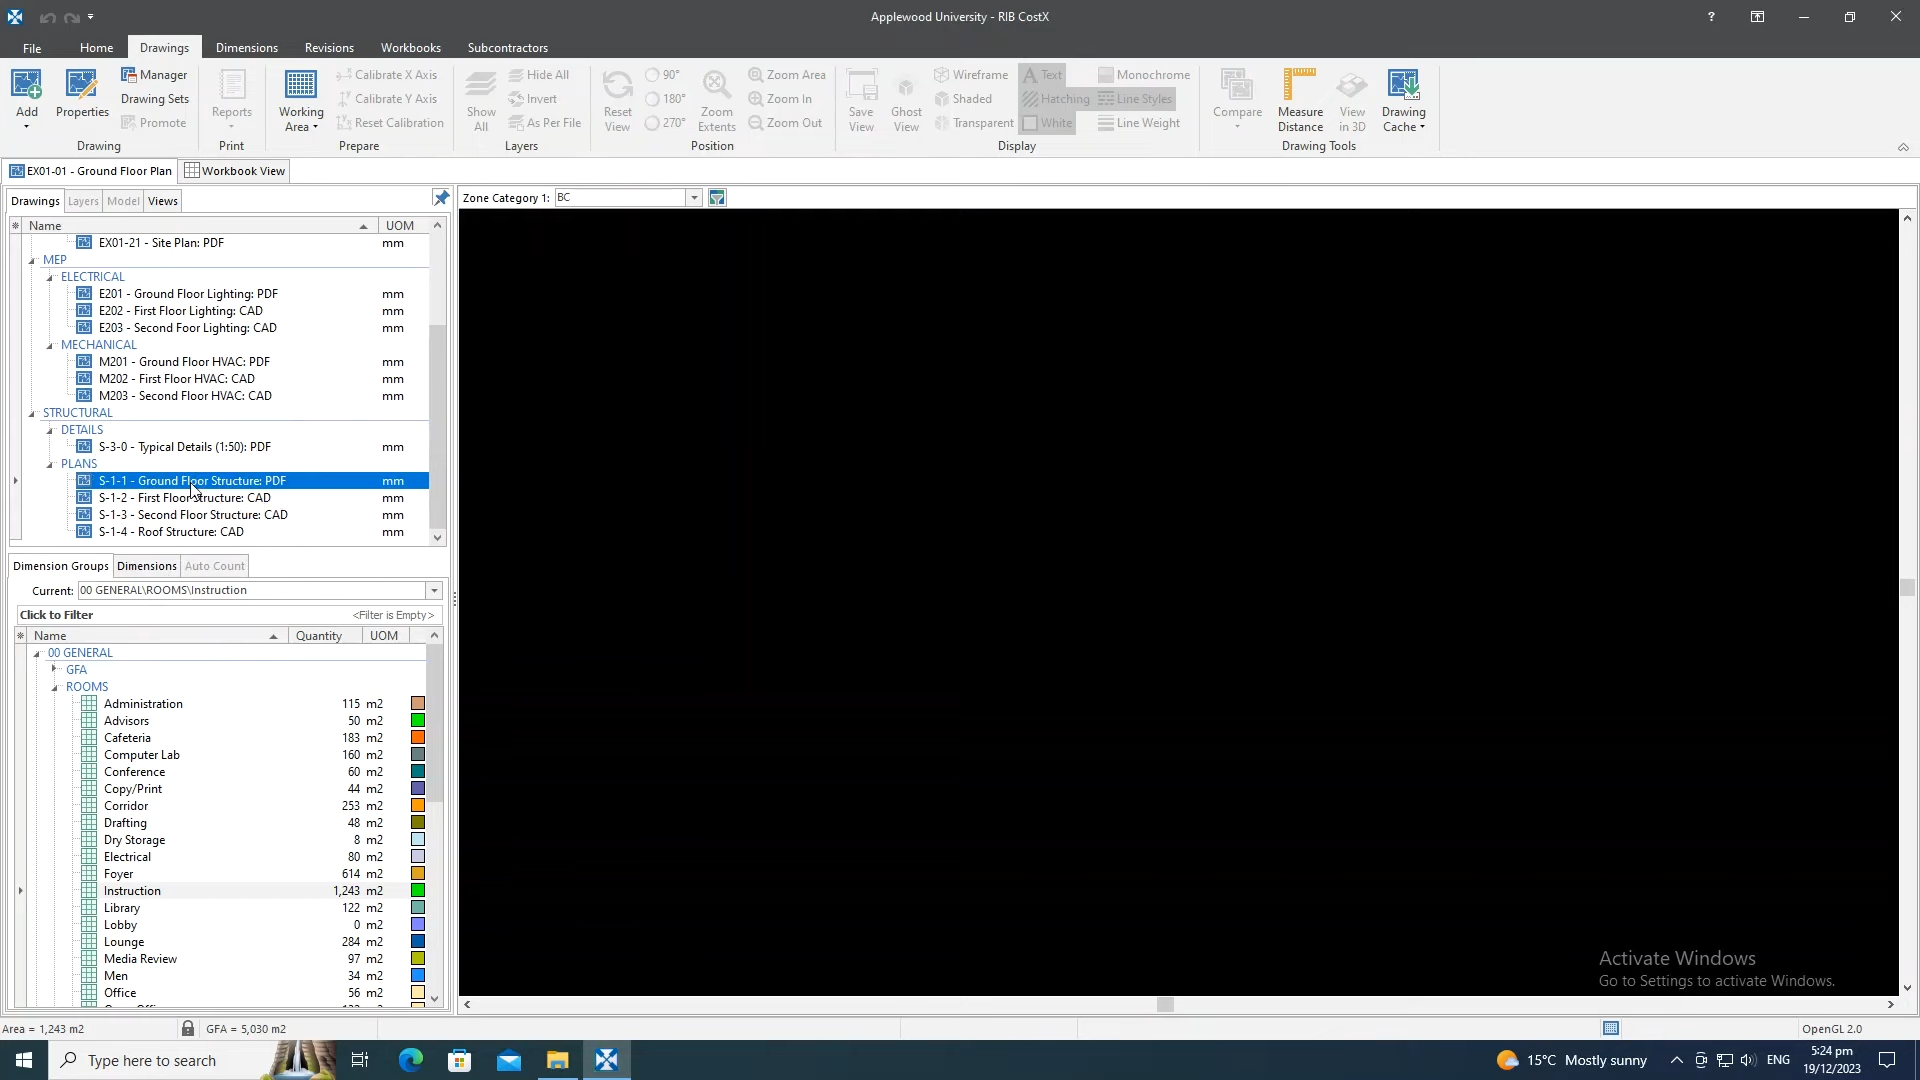 Applewood University - RIB CostX
?
File Home Drawings Dimensions Revisions Workbooks Subcontractors
Add
Properties
Manager
Drawing Sets
Promote
Drawing
Reports
Print
Working Area
Calibrate X Axis
Calibrate Y Axis
Reset Calibration
Prepare
Show All
Hide All
Invert
As Per File
Layers
Reset View
90°
180°
270°
Zoom Extents
Zoom Area
Zoom In
Zoom Out
Position
Save View
Ghost View
Wireframe
Shaded
Transparent
Text
Hatching
White
Monochrome
Line Styles
Line Weight
Display
Compare
Measure Distance
View in 3D
Drawing Cache
Drawing Tools
EX01-01 - Ground Floor Plan Workbook View
Drawings Layers Model Views
Zone Category 1: BC
Name UOM
EX01-21 - Site Plan: PDF mm
MEP
ELECTRICAL
E201 - Ground Floor Lighting: PDF mm
E202 - First Floor Lighting: CAD mm
E203 - Second Foor Lighting: CAD mm
MECHANICAL
M201 - Ground Floor HVAC: PDF mm
M202 - First Floor HVAC: CAD mm
M203 - Second Floor HVAC: CAD mm
STRUCTURAL
DETAILS
S-3-0 - Typical Details (1:50): PDF mm
PLANS
S-1-1 - Ground Floor Structure: PDF mm
S-1-2 - First Floor Structure: CAD mm
S-1-3 - Second Floor Structure: CAD mm
S-1-4 - Roof Structure: CAD mm
Dimension Groups Dimensions Auto Count
Current: 00 GENERAL\ROOMS\Instruction
Click to Filter <Filter is Empty>
Name Quantity UOM
00 GENERAL
GFA
ROOMS
Administration 115 m2
Advisors 50 m2
Cafeteria 183 m2
Computer Lab 160 m2
Conference 60 m2
Copy/Print 44 m2
Corridor 253 m2
Drafting 48 m2
Dry Storage 8 m2
Electrical 80 m2
Foyer 614 m2
Instruction 1,243 m2
Library 122 m2
Lobby 0 m2
Lounge 284 m2
Media Review 97 m2
Men 34 m2
Office 56 m2
Activate Windows
Go to Settings to activate Windows.
Area = 1,243 m2 GFA = 5,030 m2 OpenGL 2.0
Type here to search
15°C Mostly sunny
ENG
5:24 pm
19/12/2023